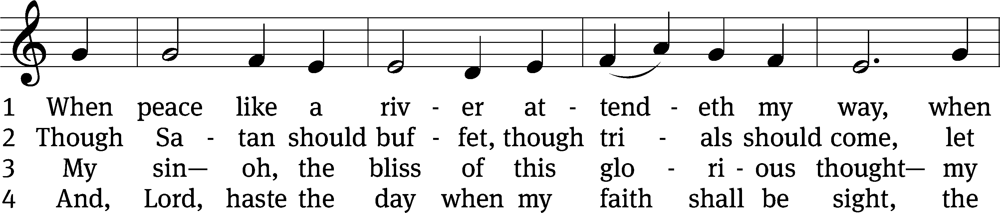 1 When peace like a riv - er at - tend - eth my way, when
2 Though Sa - tan should buf - fet, though tri - als should come, let
3 My sin— oh, the bliss of this glo - ri - ous thought— my
4 And, Lord, haste the day when my faith shall be sight, the